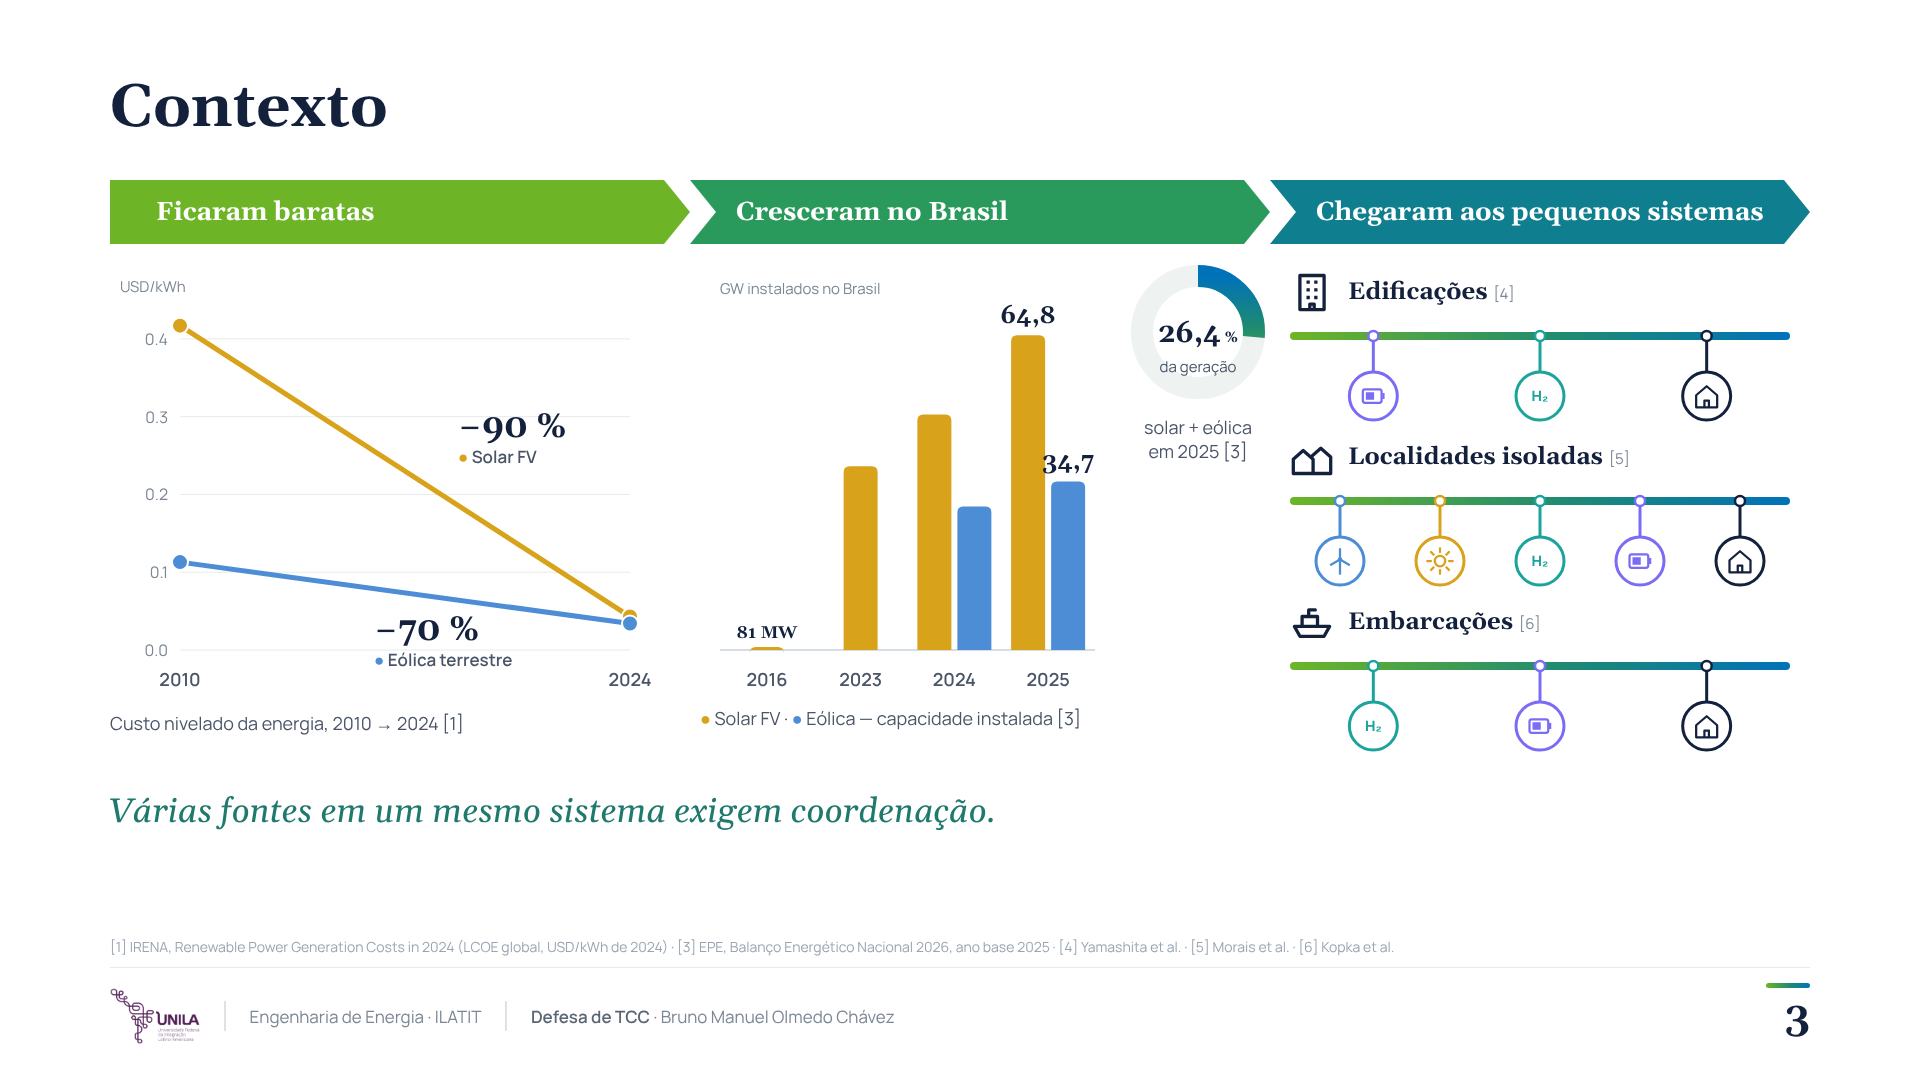 Contexto
Ficaram baratas
Cresceram no Brasil
Chegaram aos pequenos sistemas
USD/kWh
0.4
0.3
0.2
0.1
0.0
−90 %
Solar FV
−70 %
Eólica terrestre
2010
2024
Custo nivelado da energia, 2010 → 2024 [1]
GW instalados no Brasil
81 MW
64,8
34,7
2016
2023
2024
2025
Solar FV · Eólica — capacidade instalada [3]
26,4 %
da geração
solar + eólica
em 2025 [3]
Edificações [4]
H₂
Localidades isoladas [5]
H₂
Embarcações [6]
H₂
Várias fontes em um mesmo sistema exigem coordenação.
[1] IRENA, Renewable Power Generation Costs in 2024 (LCOE global, USD/kWh de 2024) · [3] EPE, Balanço Energético Nacional 2026, ano base 2025 · [4] Yamashita et al. · [5] Morais et al. · [6] Kopka et al.
UNILA
Engenharia de Energia · ILATIT
Defesa de TCC · Bruno Manuel Olmedo Chávez
3